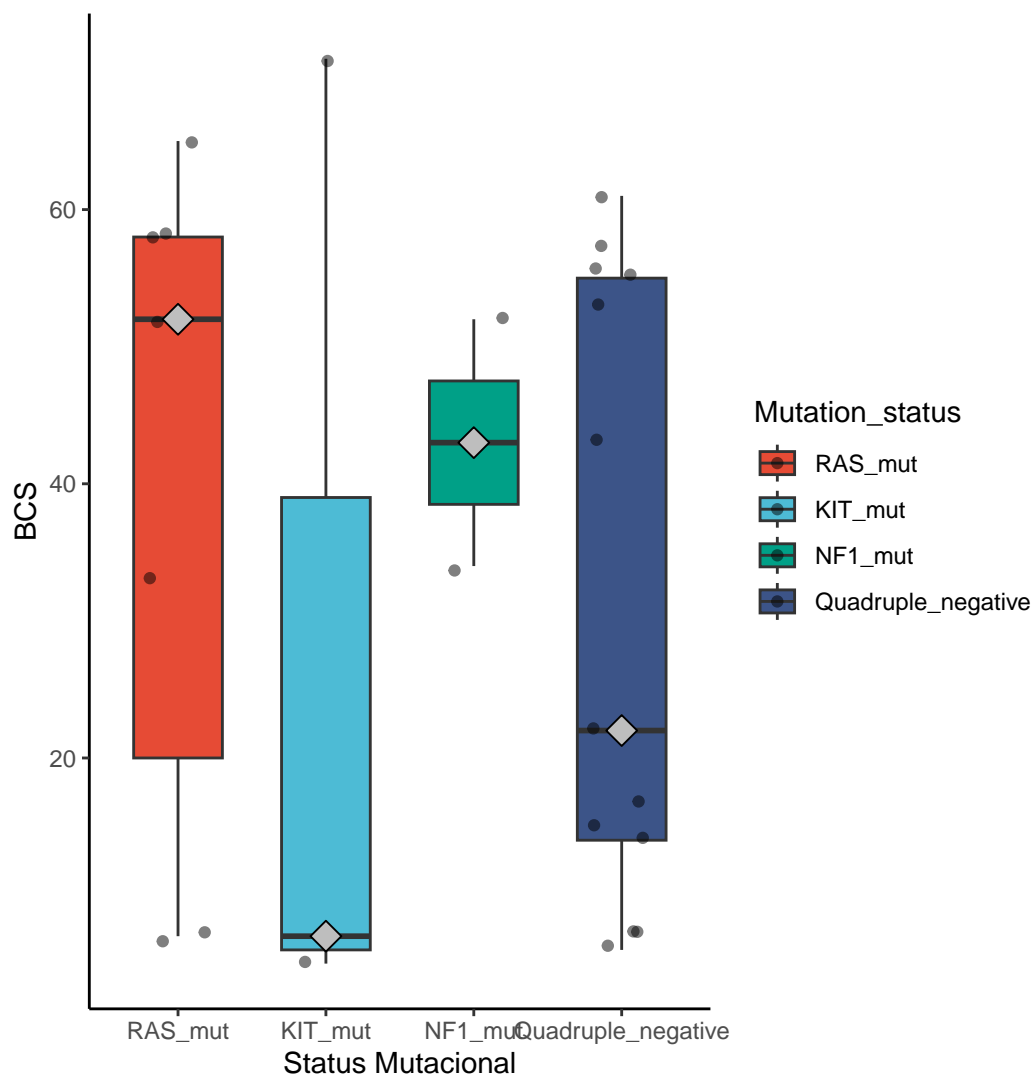 60
40
20
BCS
RAS_mut KIT_mut NF1_mut Quadruple_negative
Status Mutacional
Mutation_status
RAS_mut
KIT_mut
NF1_mut
Quadruple_negative